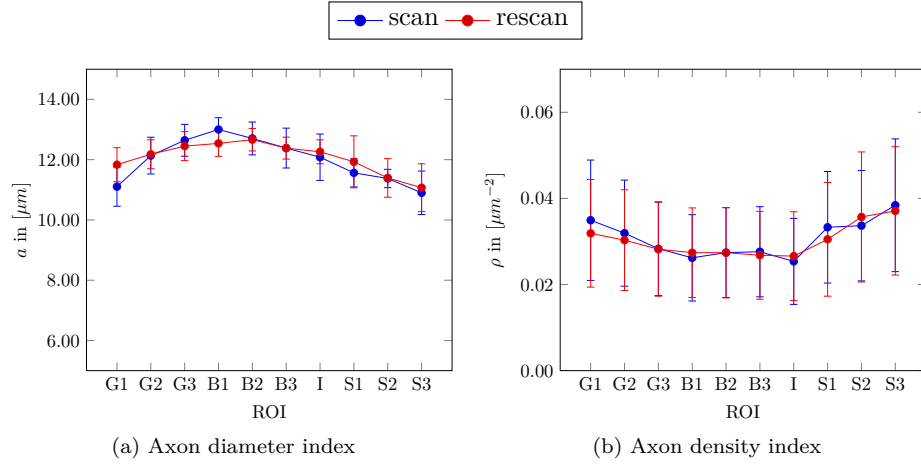 scan rescan
14.00
12.00
10.00
8.00
6.00
a in [μm]
G1 G2 G3 B1 B2 B3 I S1 S2 S3
ROI
(a) Axon diameter index
0.06
0.04
0.02
0.00
ρ in [μm⁻²]
G1 G2 G3 B1 B2 B3 I S1 S2 S3
ROI
(b) Axon density index